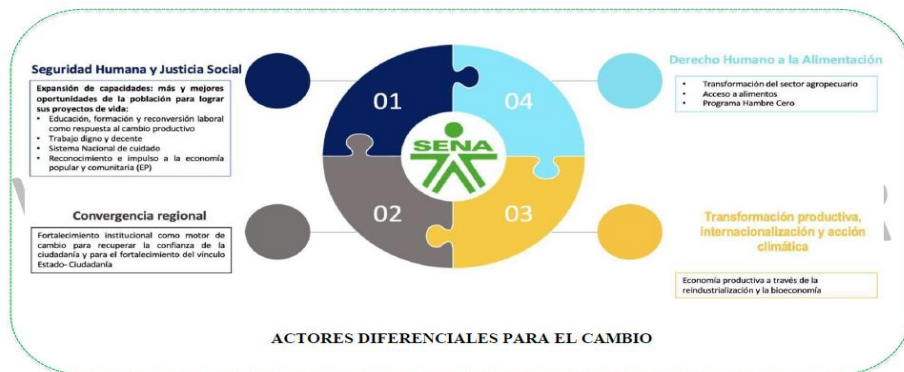 Seguridad Humana y Justicia Social
Expansión de capacidades: más y mejores
oportunidades de la población para lograr
sus proyectos de vida:
• Educación, formación y reconversión laboral
como respuesta al cambio productivo
• Trabajo digno y decente
• Sistema Nacional de cuidado
• Reconocimiento e impulso a la economía
popular y comunitaria (EP)
01
04
SENA
02
03
Derecho Humano a la Alimentación
• Transformación del sector agropecuario
• Acceso a alimentos
• Programa Hambre Cero
Convergencia regional
Fortalecimiento institucional como motor de
cambio para recuperar la confianza de la
ciudadanía y para el fortalecimiento del vínculo
Estado- Ciudadanía
Transformación productiva,
internacionalización y acción
climática
Economía productiva a través de la
reindustrialización y la bioeconomía
ACTORES DIFERENCIALES PARA EL CAMBIO